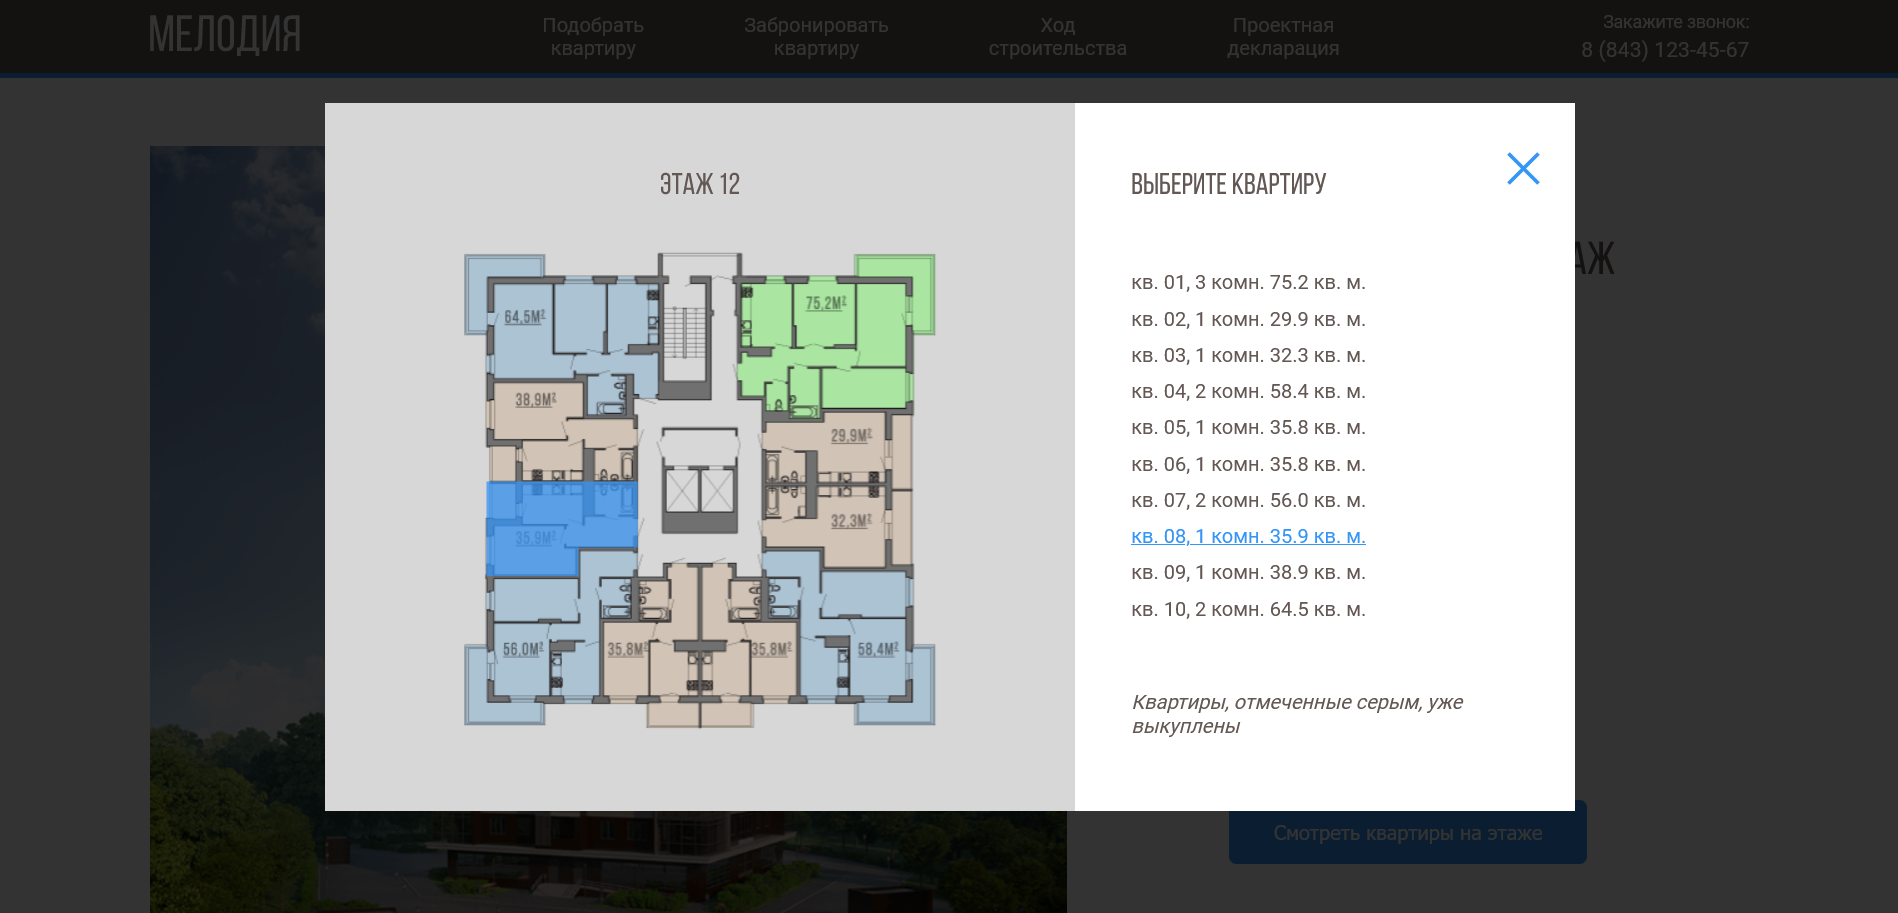 МЕЛОДИЯ
Подобрать
квартиру
Забронировать
квартиру
Ход
строительства
Проектная
декларация
Закажите звонок:
8 (843) 123-45-67
ЭТАЖ 12
64,5М²
75,2М²
38,9М²
29,9М²
32,3М²
35,9М²
56,0М²
35,8М²
35,8М²
58,4М²
ВЫБЕРИТЕ КВАРТИРУ
кв. 01, 3 комн. 75.2 кв. м.
кв. 02, 1 комн. 29.9 кв. м.
кв. 03, 1 комн. 32.3 кв. м.
кв. 04, 2 комн. 58.4 кв. м.
кв. 05, 1 комн. 35.8 кв. м.
кв. 06, 1 комн. 35.8 кв. м.
кв. 07, 2 комн. 56.0 кв. м.
кв. 08, 1 комн. 35.9 кв. м.
кв. 09, 1 комн. 38.9 кв. м.
кв. 10, 2 комн. 64.5 кв. м.
Квартиры, отмеченные серым, уже
выкуплены
Смотреть квартиры на этаже